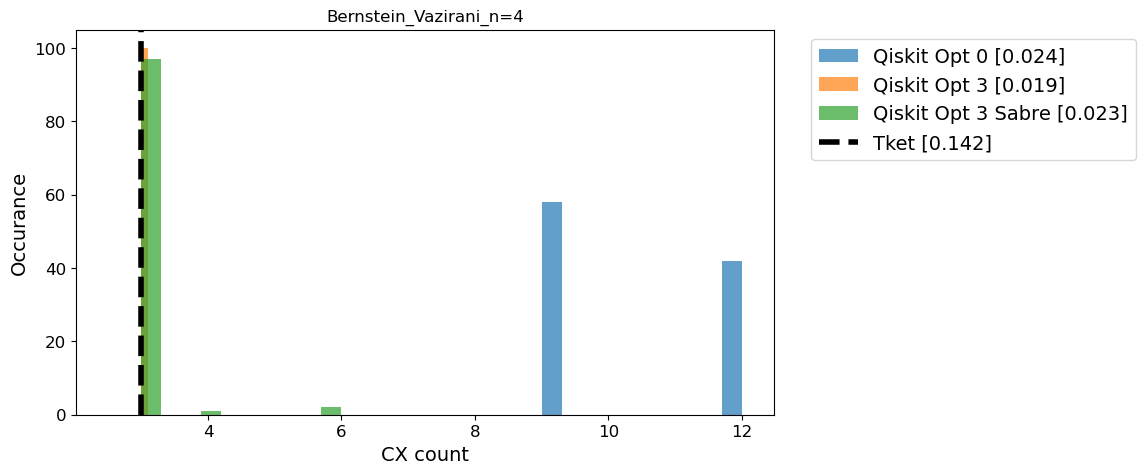 Bernstein_Vazirani_n=4
Occurance
100
80
60
40
20
0
4 6 8 10 12
CX count
Qiskit Opt 0 [0.024]
Qiskit Opt 3 [0.019]
Qiskit Opt 3 Sabre [0.023]
Tket [0.142]